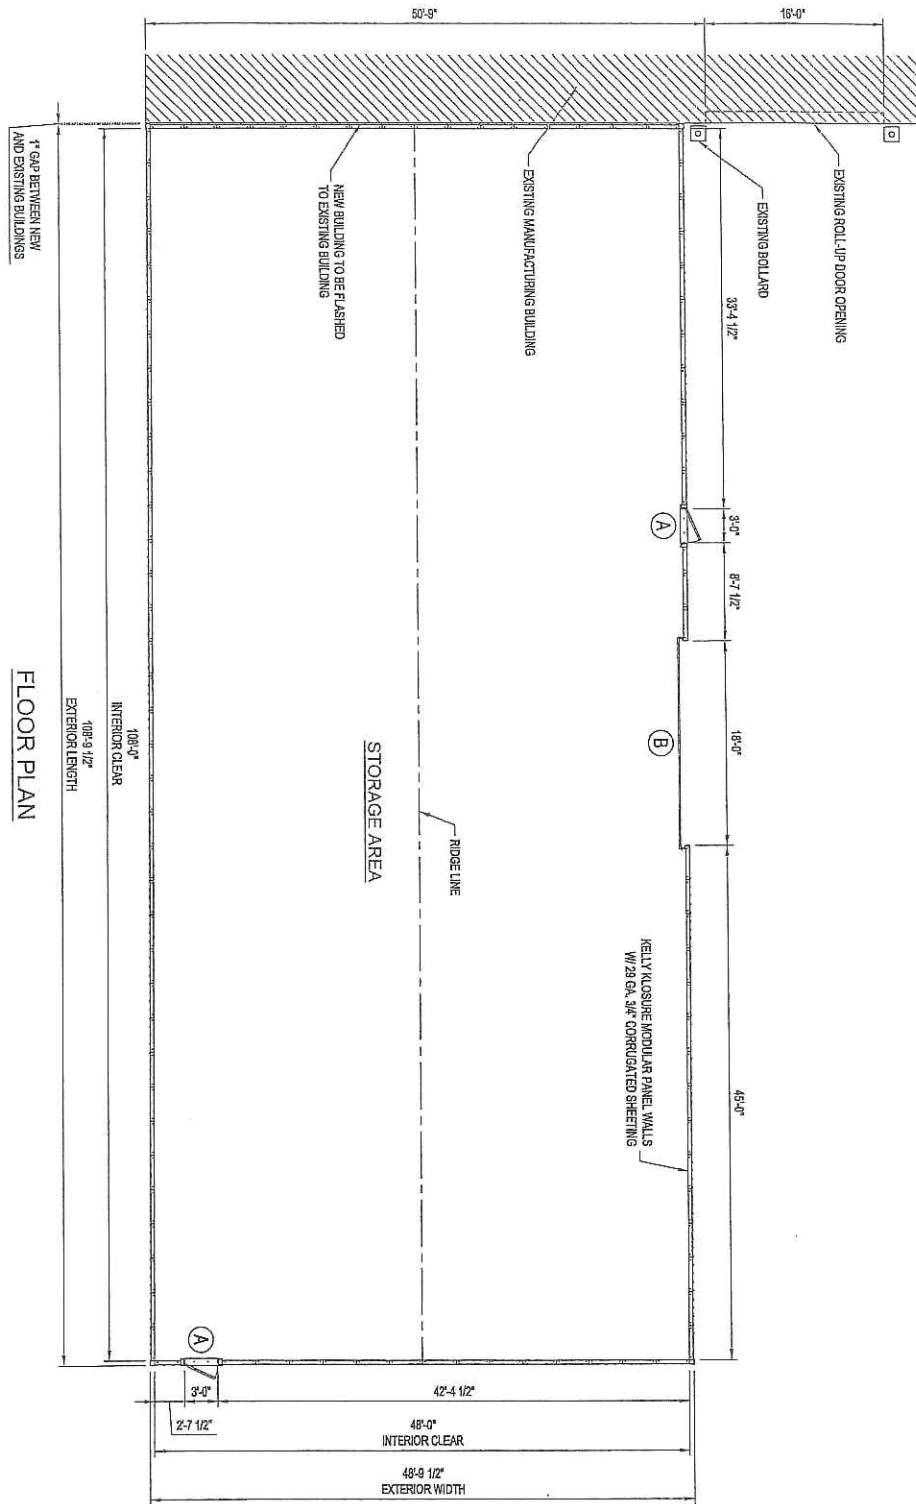 50'-9"
16'-0"
1" GAP BETWEEN NEW
AND EXISTING BUILDINGS
NEW BUILDING TO BE FLASHED
TO EXISTING BUILDING
EXISTING MANUFACTURING BUILDING
EXISTING BOLLARD
EXISTING ROLL-UP DOOR OPENING
33'-4 1/2"
3'-0"
8'-7 1/2"
18'-0"
45'-0"
A
B
FLOOR PLAN
108'-9 1/2"
EXTERIOR LENGTH
108'-0"
INTERIOR CLEAR
STORAGE AREA
RIDGE LINE
KELLY KLOSURE MODULAR PANEL WALLS
W/ 29 GA. 3/4" CORRUGATED SHEETING
A
3'-0"
42'-4 1/2"
2'-7 1/2"
48'-0"
INTERIOR CLEAR
48'-9 1/2"
EXTERIOR WIDTH